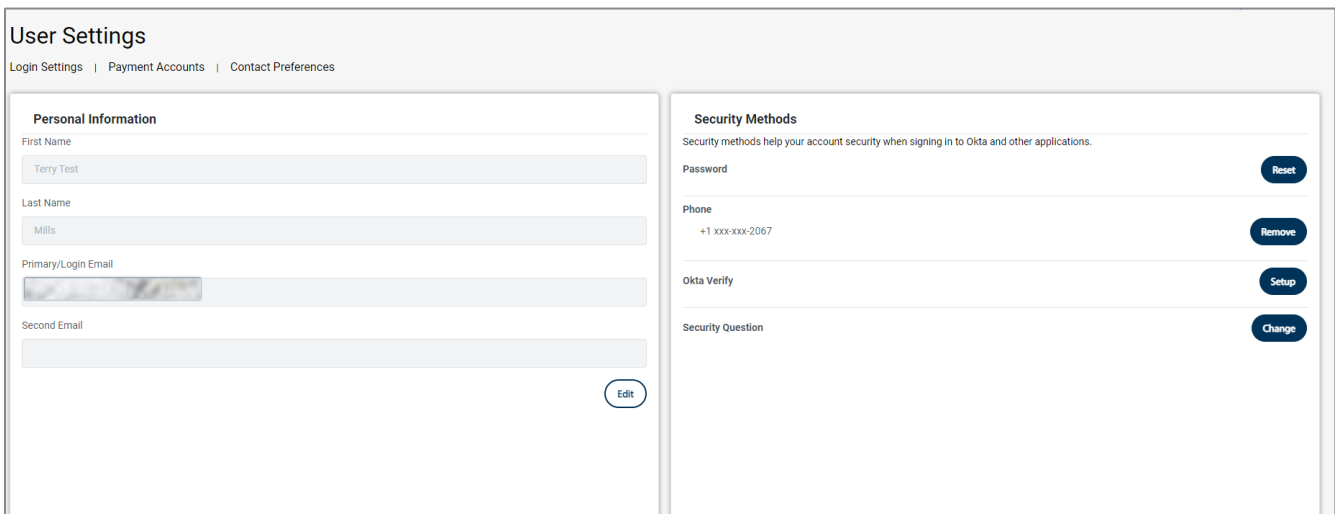 User Settings
Login Settings | Payment Accounts | Contact Preferences
Personal Information
First Name
Terry Test
Last Name
Mills
Primary/Login Email
Second Email
Edit
Security Methods
Security methods help your account security when signing in to Okta and other applications.
Password
Reset
Phone
+1 xxx-xxx-2067
Remove
Okta Verify
Setup
Security Question
Change